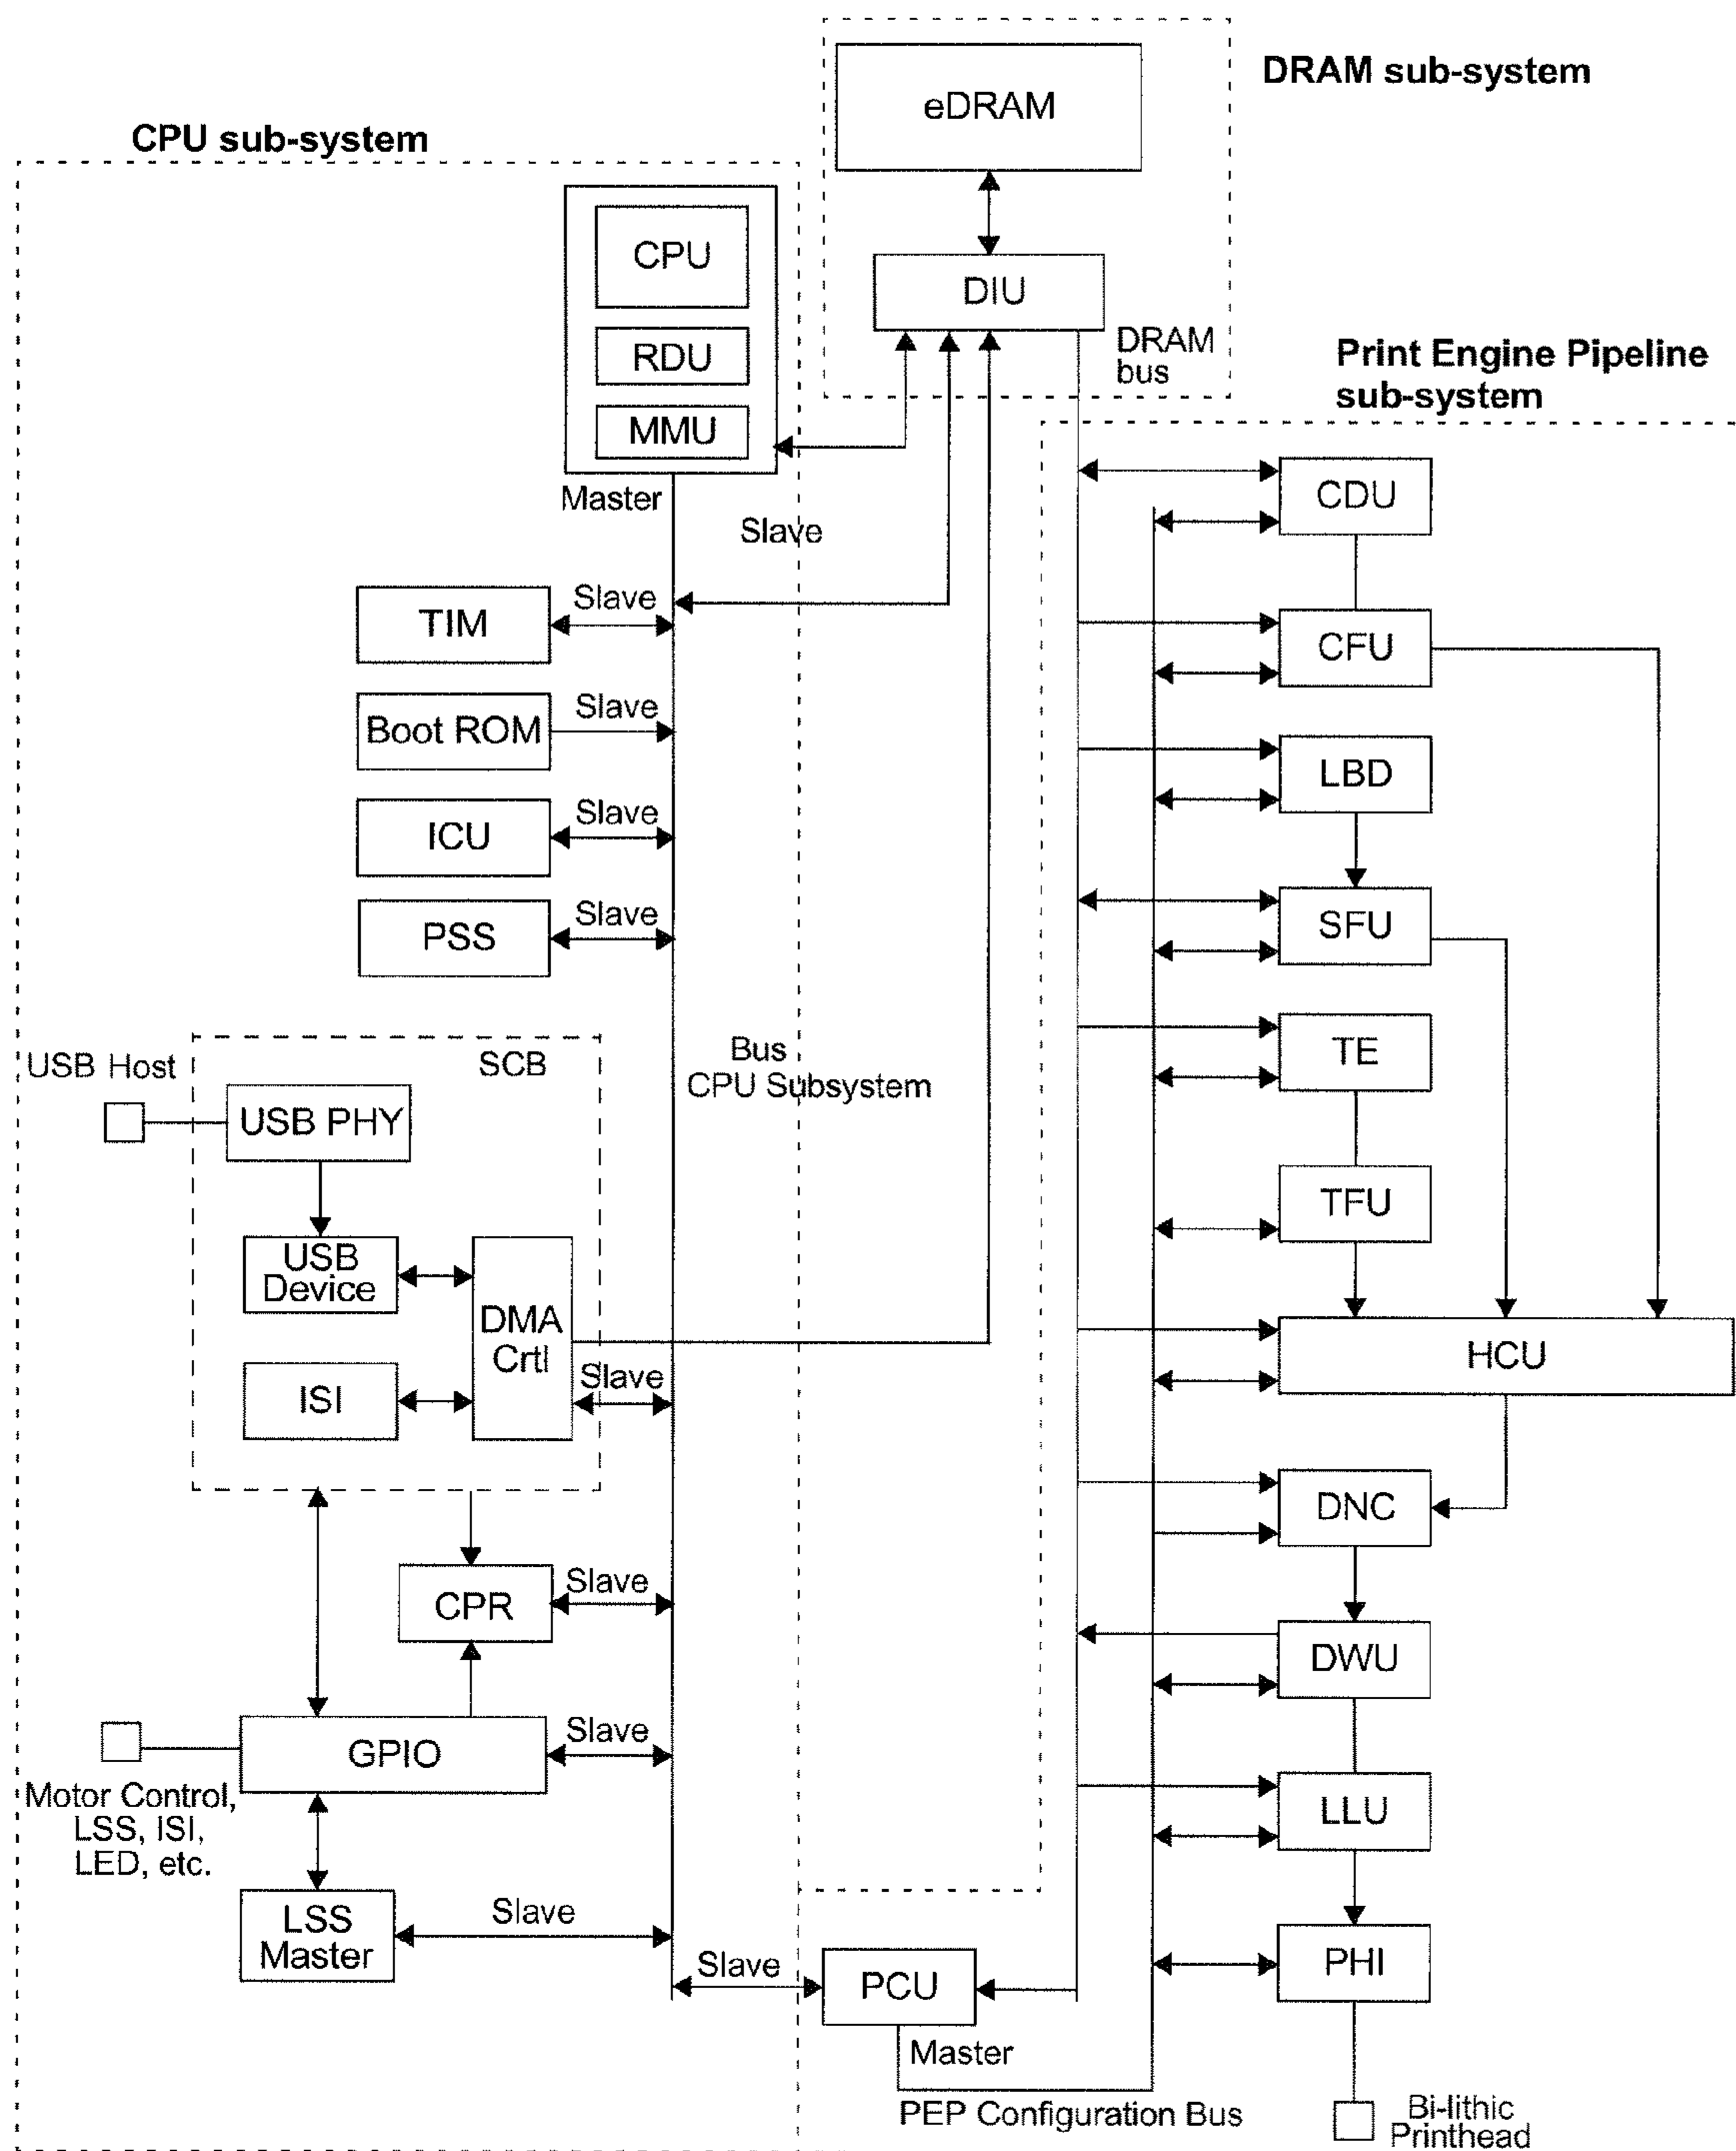 DRAM sub-system
eDRAM
CPU sub-system
CPU
DIU
RDU
DRAM
bus
Print Engine Pipeline
sub-system
MMU
Master
Slave
CDU
TIM
Slave
CFU
Boot ROM
Slave
LBD
ICU
Slave
PSS
Slave
SFU
USB Host
SCB
Bus
CPU Subsystem
TE
USB PHY
TFU
USB
Device
DMA
Crtl
HCU
ISI
Slave
DNC
CPR
Slave
DWU
GPIO
Slave
Motor Control,
LSS, ISI,
LED, etc.
LLU
LSS
Master
Slave
Slave
PCU
PHI
Master
PEP Configuration Bus
Bi-lithic
Printhead